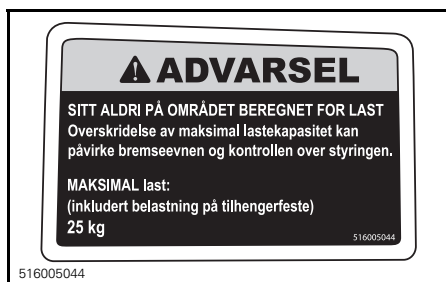 ADVARSEL
SITT ALDRI PÅ OMRÅDET BEREGNET FOR LAST
Overskridelse av maksimal lastekapasitet kan
påvirke bremseevnen og kontrollen over styringen.
MAKSIMAL last:
(inkludert belastning på tilhengerfeste)
25 kg
516005044
516005044